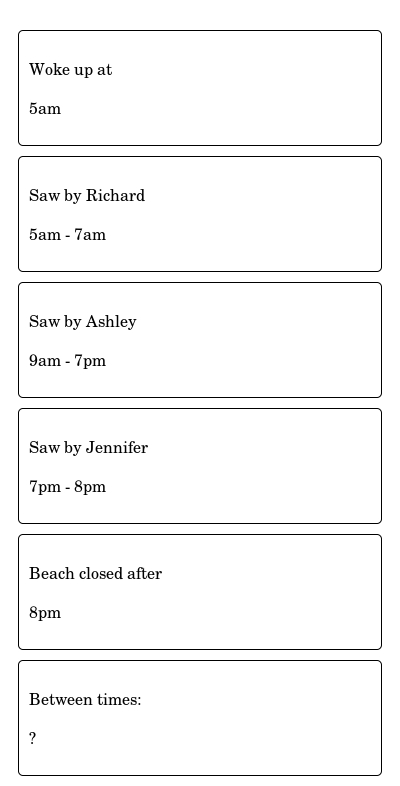 Woke up at
5am
Saw by Richard
5am - 7am
Saw by Ashley
9am - 7pm
Saw by Jennifer
7pm - 8pm
Beach closed after
8pm
Between times:
?